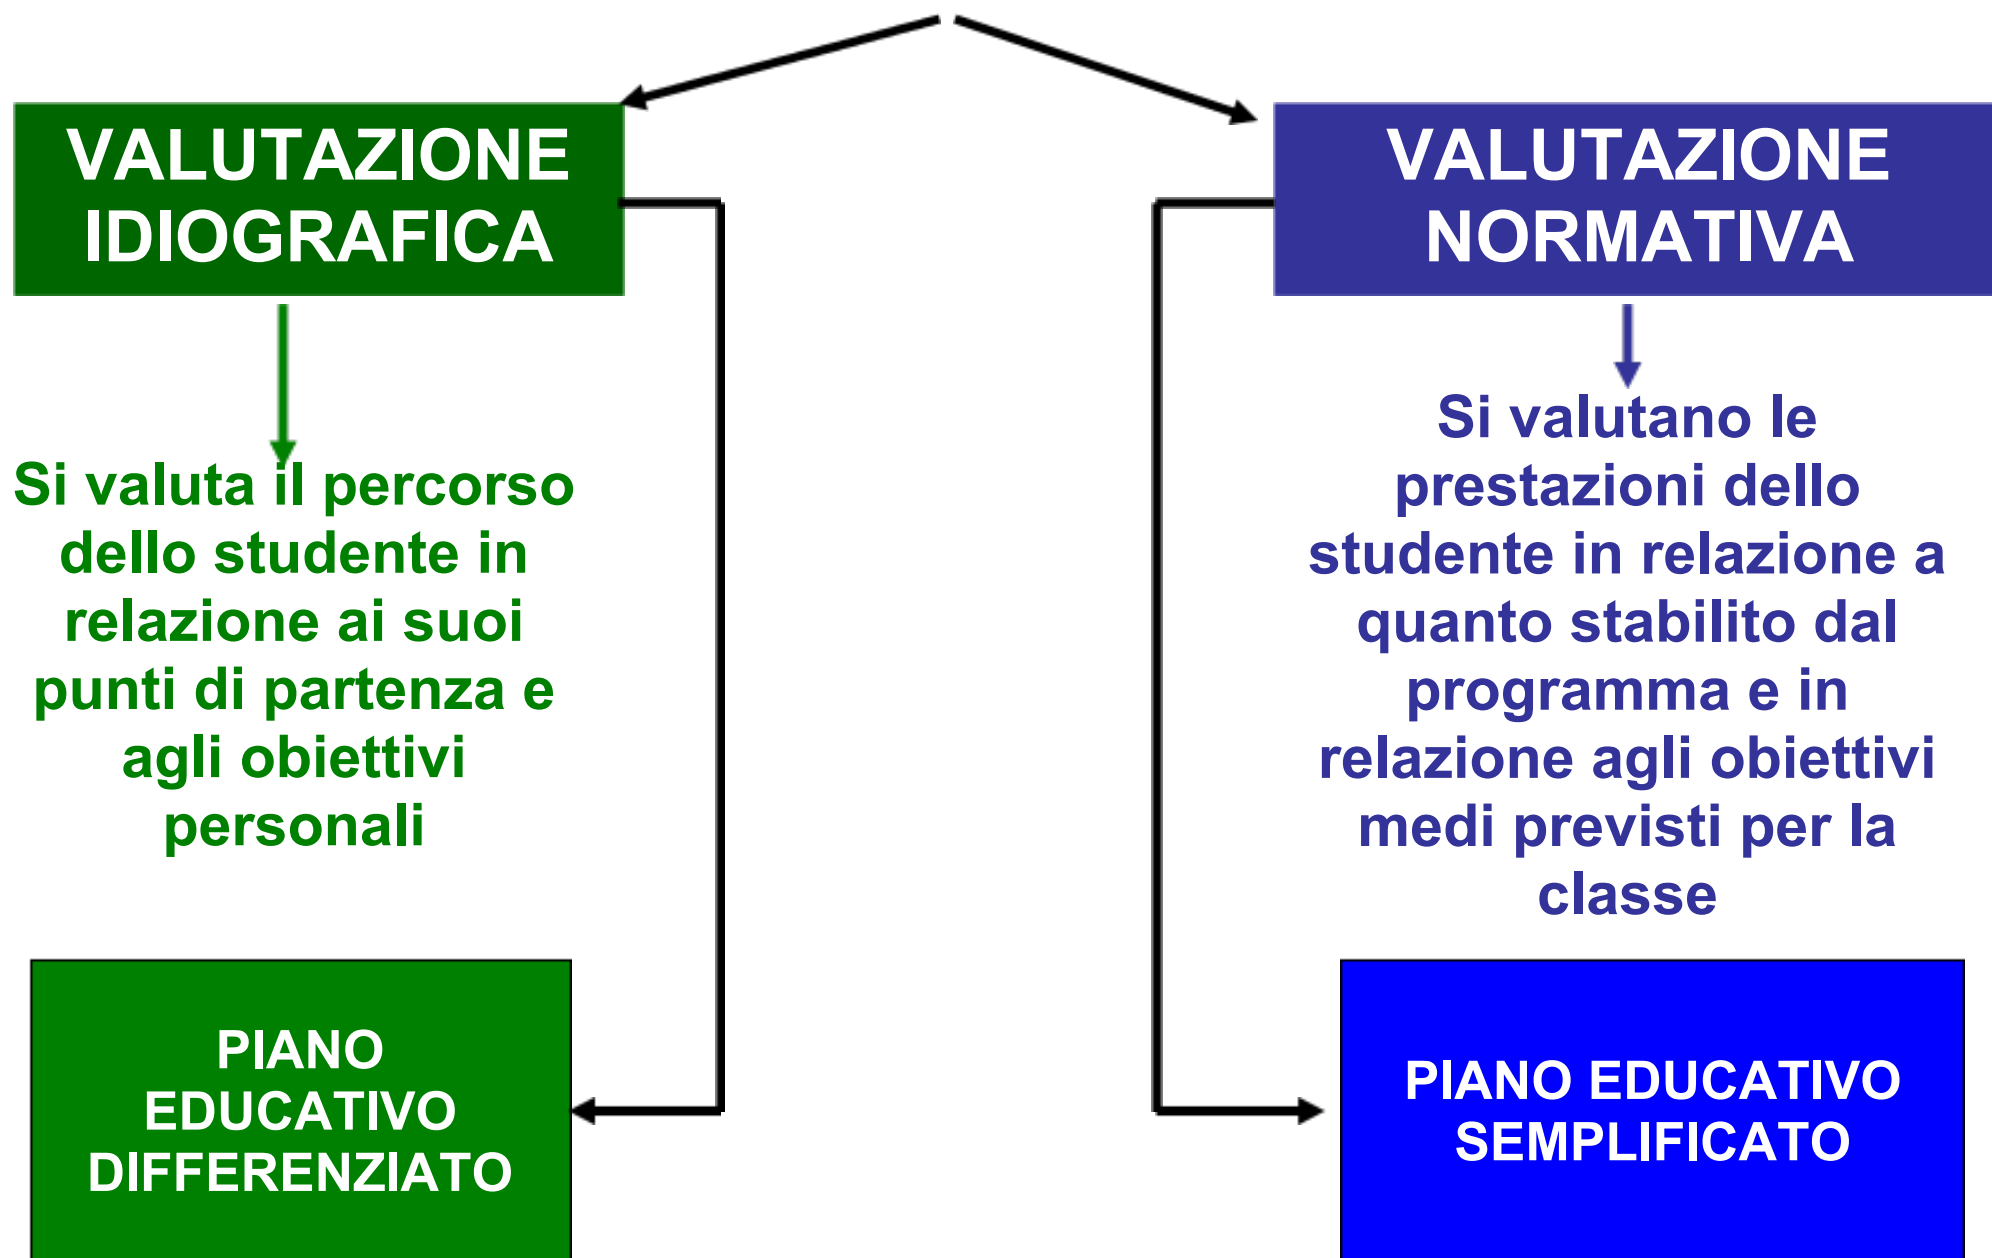 VALUTAZIONE
IDIOGRAFICA
Si valuta il percorso
dello studente in
relazione ai suoi
punti di partenza e
agli obiettivi
personali
PIANO
EDUCATIVO
DIFFERENZIATO
VALUTAZIONE
NORMATIVA
Si valutano le
prestazioni dello
studente in relazione a
quanto stabilito dal
programma e in
relazione agli obiettivi
medi previsti per la
classe
PIANO EDUCATIVO
SEMPLIFICATO